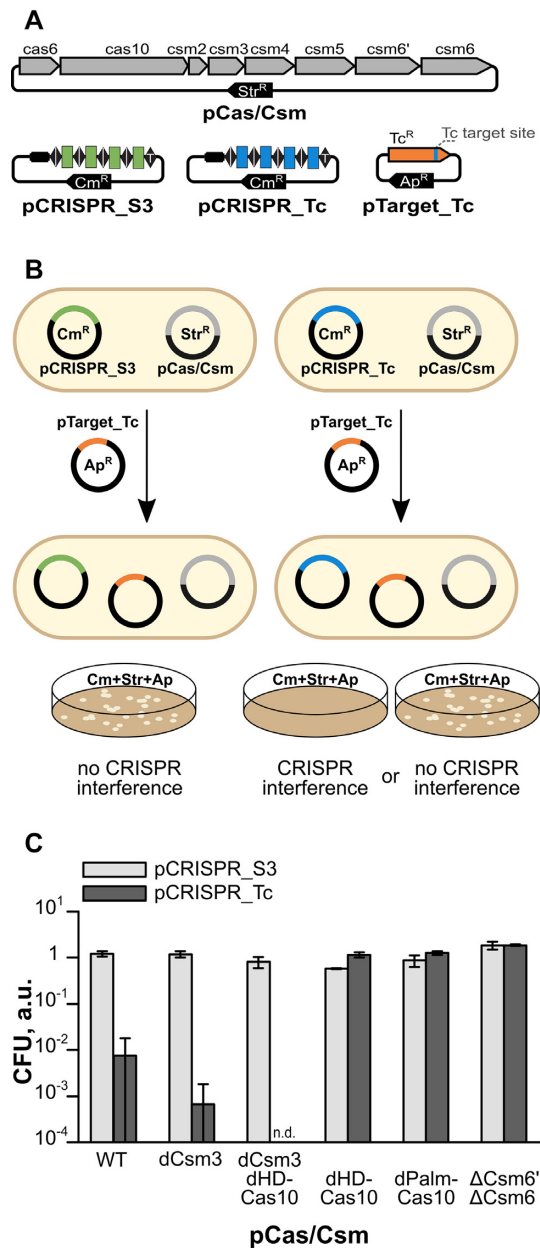 A
cas6 cas10 csm2 csm3 csm4 csm5 csm6' csm6
StrR
pCas/Csm
TcR Tc target site
T T
CmR CmR ApR
pCRISPR_S3 pCRISPR_Tc pTarget_Tc
B
CmR StrR CmR StrR
pCRISPR_S3 pCas/Csm pCRISPR_Tc pCas/Csm
pTarget_Tc pTarget_Tc
ApR ApR
Cm+Str+Ap Cm+Str+Ap Cm+Str+Ap
no CRISPR interference CRISPR interference or no CRISPR interference
C
pCRISPR_S3
pCRISPR_Tc
CFU, a.u.
10^1
1
10^-1
10^-2
10^-3
10^-4
n.d.
WT dCsm3 dCsm3 dHD-Cas10 dHD-Cas10 dPalm-Cas10 ΔCsm6' ΔCsm6
pCas/Csm